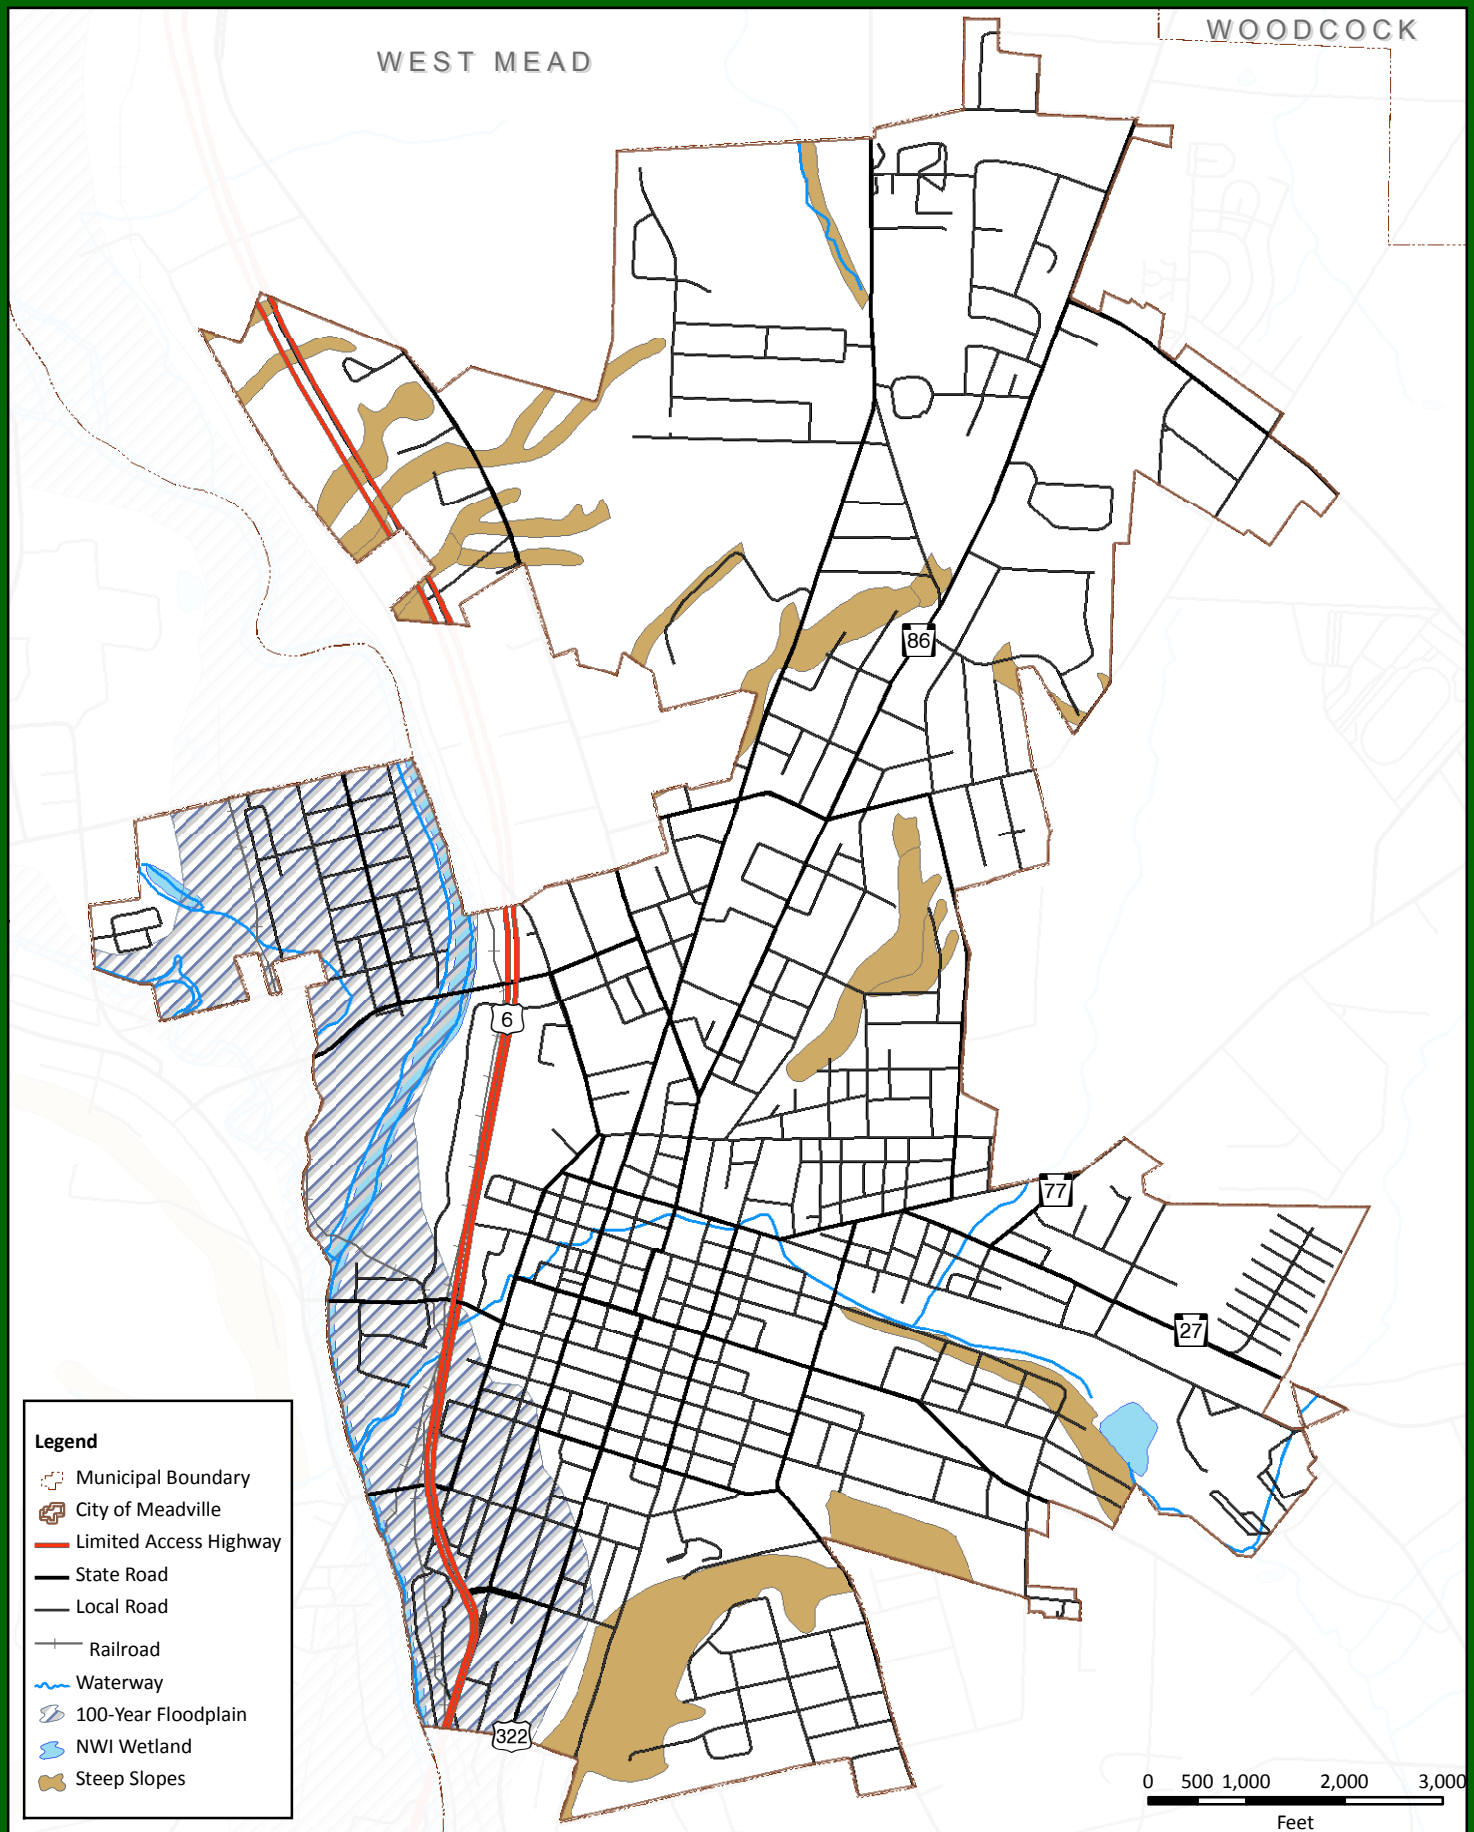 WEST MEAD
WOODCOCK
86
6
77
27
322
Legend
Municipal Boundary
City of Meadville
Limited Access Highway
State Road
Local Road
Railroad
Waterway
100-Year Floodplain
NWI Wetland
Steep Slopes
0 500 1,000 2,000 3,000
Feet